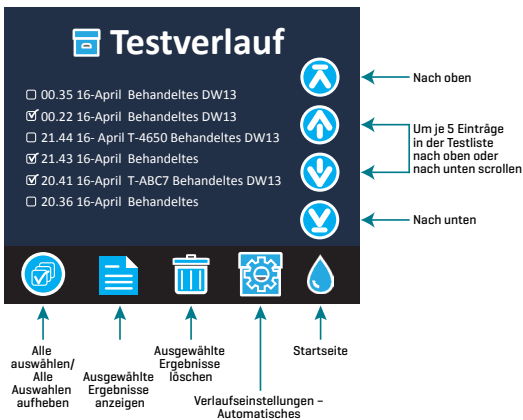 Testverlauf
00.35 16-April Behandeltes DW13
00.22 16-April Behandeltes DW13
21.44 16- April T-4650 Behandeltes DW13
21.43 16-April Behandeltes
20.41 16-April T-ABC7 Behandeltes DW13
20.36 16-April Behandeltes
Nach oben
Um je 5 Einträge
in der Testliste
nach oben oder
nach unten scrollen
Nach unten
Alle
auswählen/
Alle
Auswahlen
aufheben
Ausgewählte
Ergebnisse
anzeigen
Ausgewählte
Ergebnisse
löschen
Verlaufseinstellungen –
Automatisches
Startseite